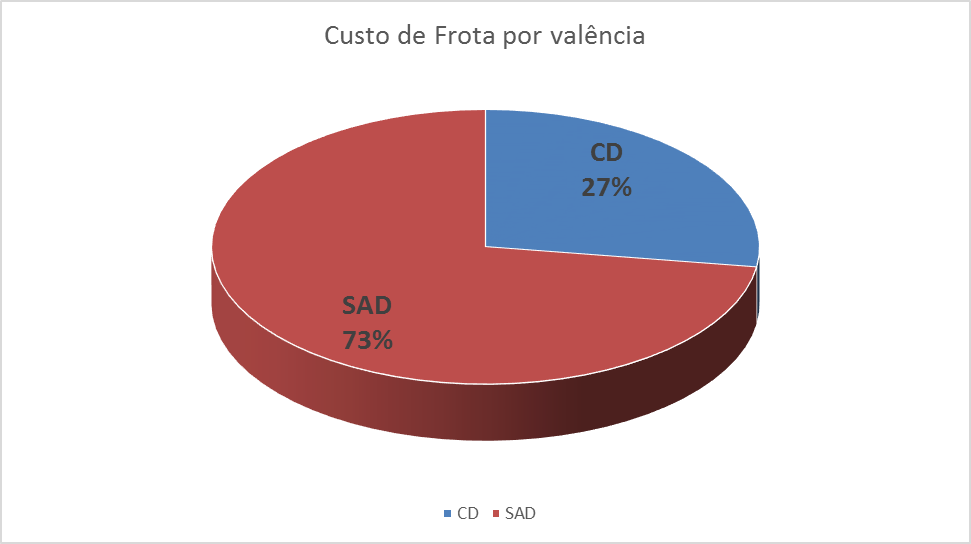 Custo de Frota por valência
CD
27%
SAD
73%
CD SAD